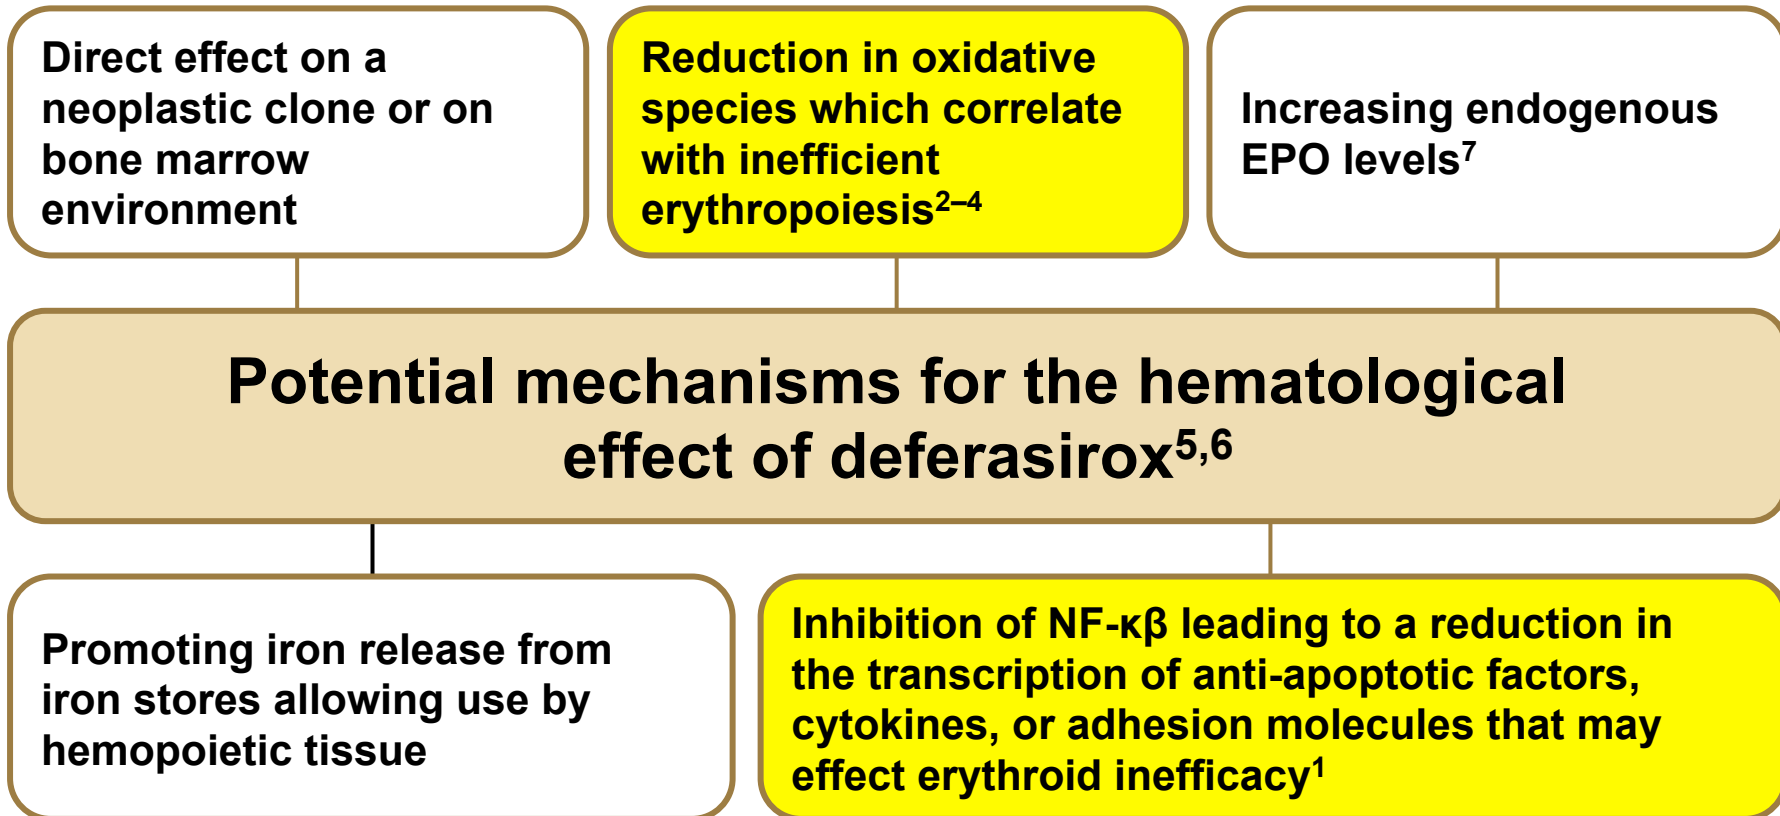 Direct effect on a
neoplastic clone or on
bone marrow
environment
Reduction in oxidative
species which correlate
with inefficient
erythropoiesis²⁻⁴
Increasing endogenous
EPO levels⁷
Potential mechanisms for the hematological
effect of deferasirox⁵,⁶
Promoting iron release from
iron stores allowing use by
hemopoietic tissue
Inhibition of NF-κβ leading to a reduction in
the transcription of anti-apoptotic factors,
cytokines, or adhesion molecules that may
effect erythroid inefficacy¹